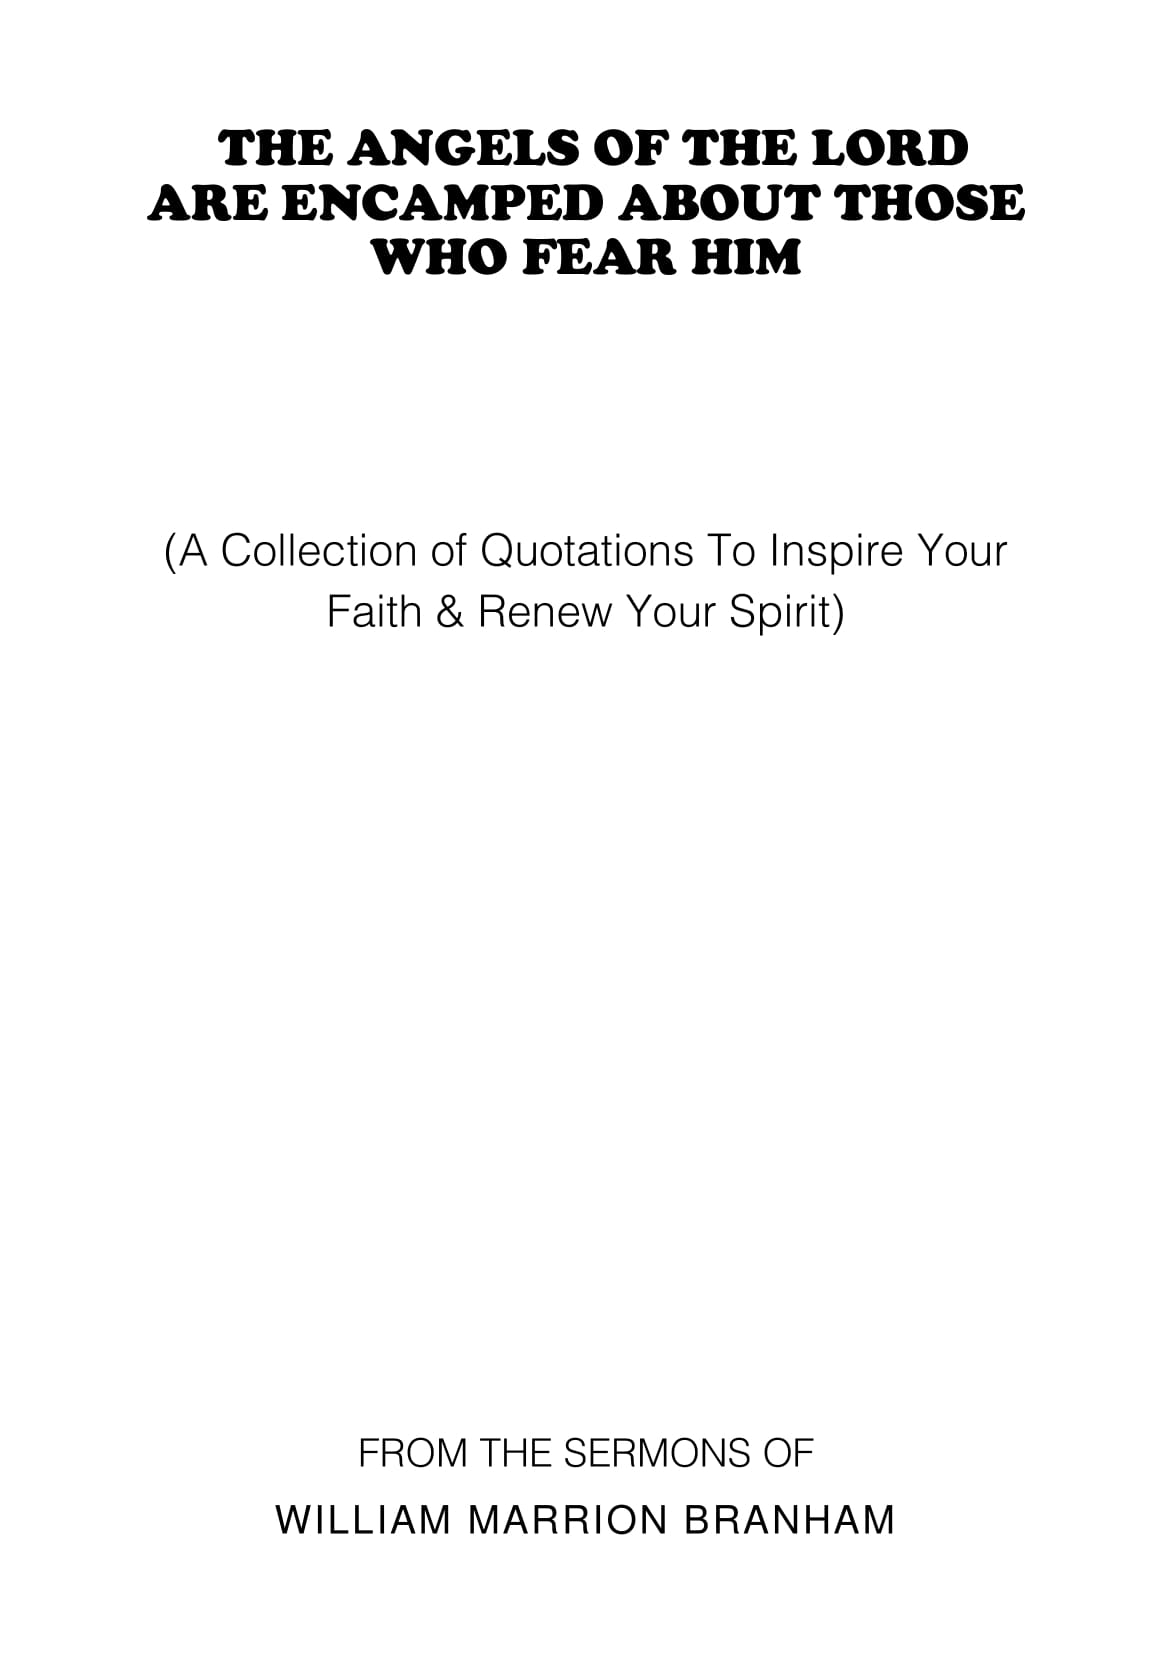 THE ANGELS OF THE LORD
ARE ENCAMPED ABOUT THOSE
WHO FEAR HIM
(A Collection of Quotations To Inspire Your
Faith & Renew Your Spirit)
FROM THE SERMONS OF
WILLIAM MARRION BRANHAM